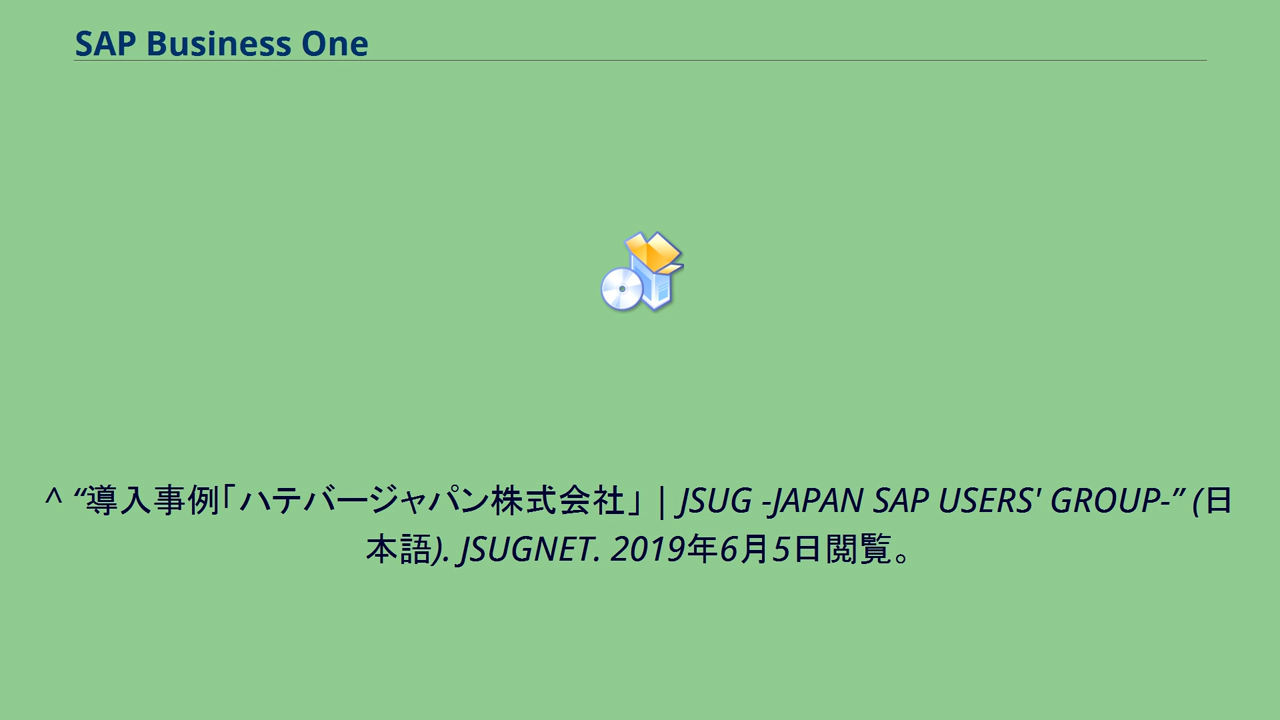 SAP Business One
^ “導入事例「ハテバージャパン株式会社」 | JSUG -JAPAN SAP USERS' GROUP-” (日
本語). JSUGNET. 2019年6月5日閲覧。